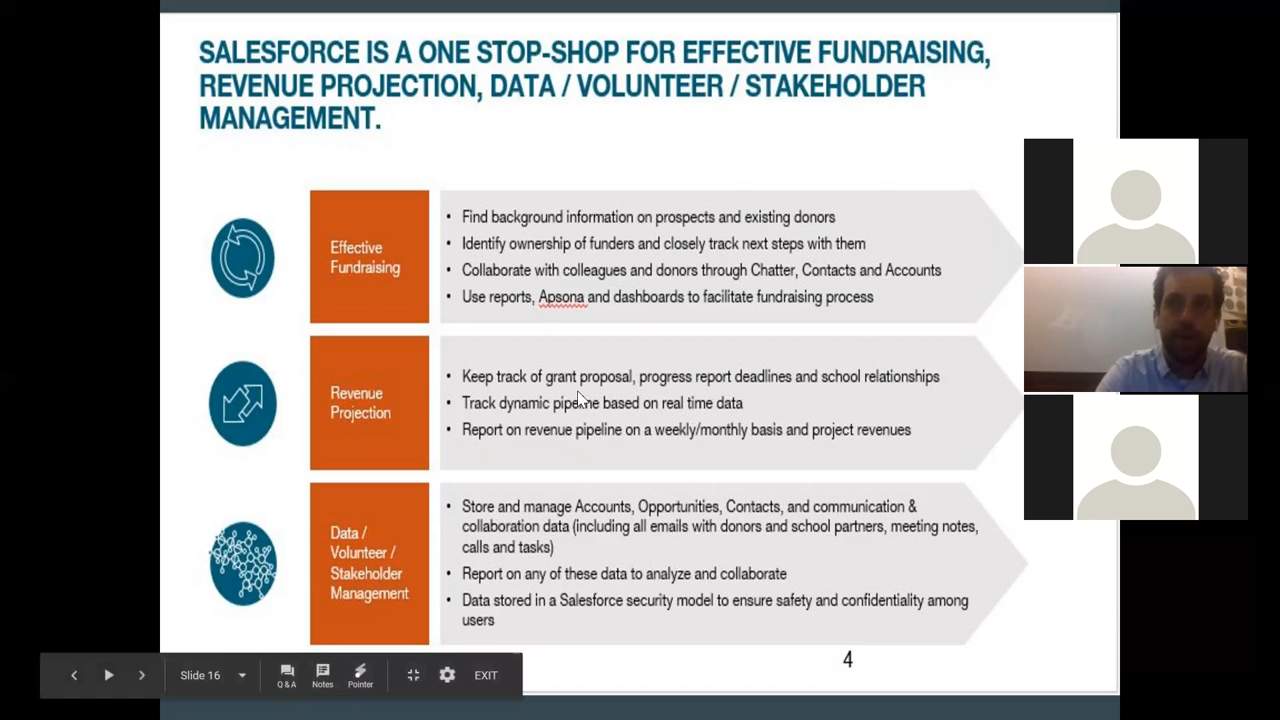 SALESFORCE IS A ONE STOP-SHOP FOR EFFECTIVE FUNDRAISING,
REVENUE PROJECTION, DATA / VOLUNTEER / STAKEHOLDER
MANAGEMENT.
Effective
Fundraising
• Find background information on prospects and existing donors
• Identify ownership of funders and closely track next steps with them
• Collaborate with colleagues and donors through Chatter, Contacts and Accounts
• Use reports, Apsona and dashboards to facilitate fundraising process
Revenue
Projection
• Keep track of grant proposal, progress report deadlines and school relationships
• Track dynamic pipeline based on real time data
• Report on revenue pipeline on a weekly/monthly basis and project revenues
Data /
Volunteer /
Stakeholder
Management
• Store and manage Accounts, Opportunities, Contacts, and communication &
collaboration data (including all emails with donors and school partners, meeting notes,
calls and tasks)
• Report on any of these data to analyze and collaborate
• Data stored in a Salesforce security model to ensure safety and confidentiality among
users
4
Slide 16
Q & A
Notes
Pointer
EXIT